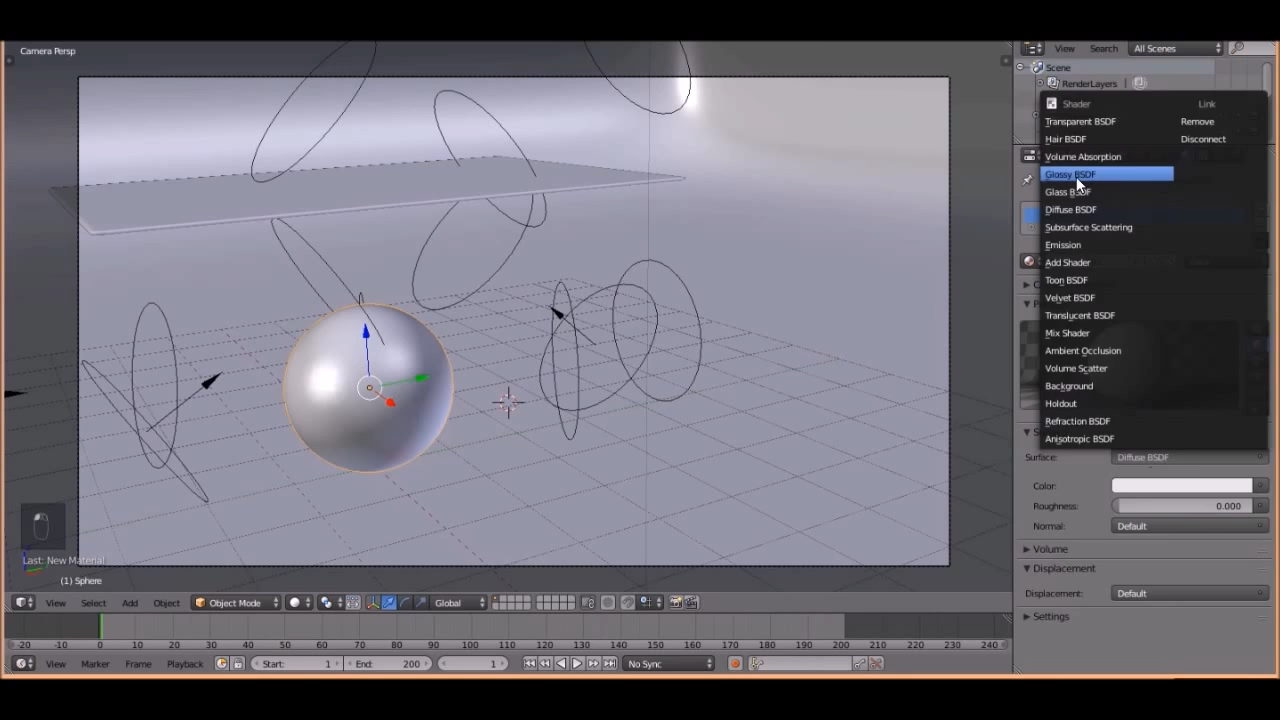 Camera Persp
View Search All Scenes
Scene
RenderLayers
Shader Link
Transparent BSDF Remove
Hair BSDF Disconnect
Volume Absorption
Glossy BSDF
Glass BSDF
Diffuse BSDF
Subsurface Scattering
Emission
Add Shader
Toon BSDF
Velvet BSDF
Translucent BSDF
Mix Shader
Ambient Occlusion
Volume Scatter
Background
Holdout
Refraction BSDF
Anisotropic BSDF
Surface: Diffuse BSDF
Color:
Roughness: 0.000
Normal: Default
Volume
Displacement
Displacement: Default
Settings
Last: New Material
(1) Sphere
View Select Add Object Object Mode Global
-20 -10 0 10 20 30 40 50 60 70 80 90 100 110 120 130 140 150 160 170 180 190 200 210 220 230 240
View Marker Frame Playback Start: 1 End: 200 1 No Sync